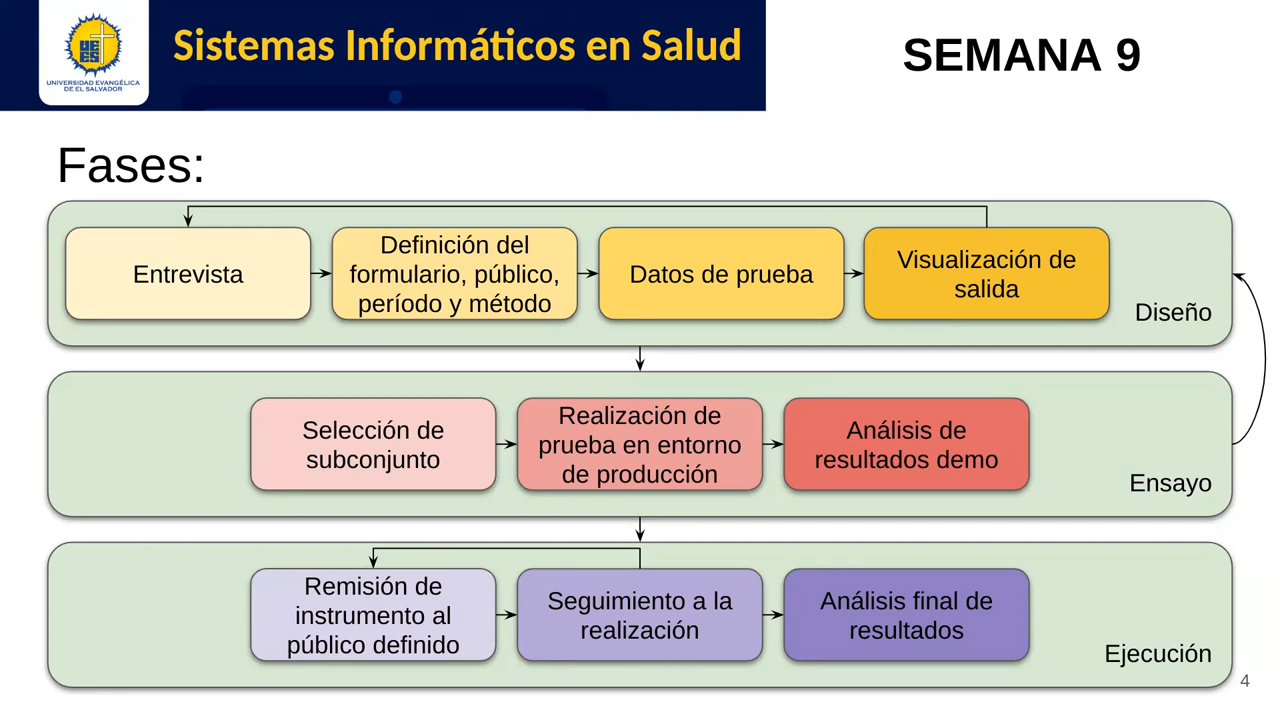 UNIVERSIDAD EVANGÉLICA
DE EL SALVADOR
Sistemas Informáticos en Salud
SEMANA 9
Fases:
Entrevista
Definición del
formulario, público,
período y método
Datos de prueba
Visualización de
salida
Diseño
Selección de
subconjunto
Realización de
prueba en entorno
de producción
Análisis de
resultados demo
Ensayo
Remisión de
instrumento al
público definido
Seguimiento a la
realización
Análisis final de
resultados
Ejecución
4